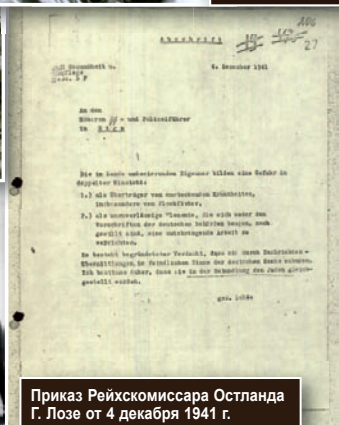 Abschrift
4. Dezember 1941
An den
Höheren SS- und Polizeiführer
in Riga
Die im Lande umherirrenden Zigeuner bilden eine Gefahr in
doppelter Hinsicht:
1.) als Überträger von ansteckenden Krankheiten,
insbesondere von Fleckfieber,
2.) als unzuverlässige Elemente, die sich weder den
Vorschriften der deutschen Behörden beugen, noch
gewillt sind, eine nutzbringende Arbeit zu
verrichten.
Es besteht begründeter Verdacht, dass sie durch Nachrichten-
übermittlung im feindlichen Sinne der deutschen Sache schaden.
Ich bestimme daher, dass sie in der Behandlung den Juden gleich-
gestellt werden.
gez. Lohse
Приказ Рейхскомиссара Остланда
Г. Лозе от 4 декабря 1941 г.